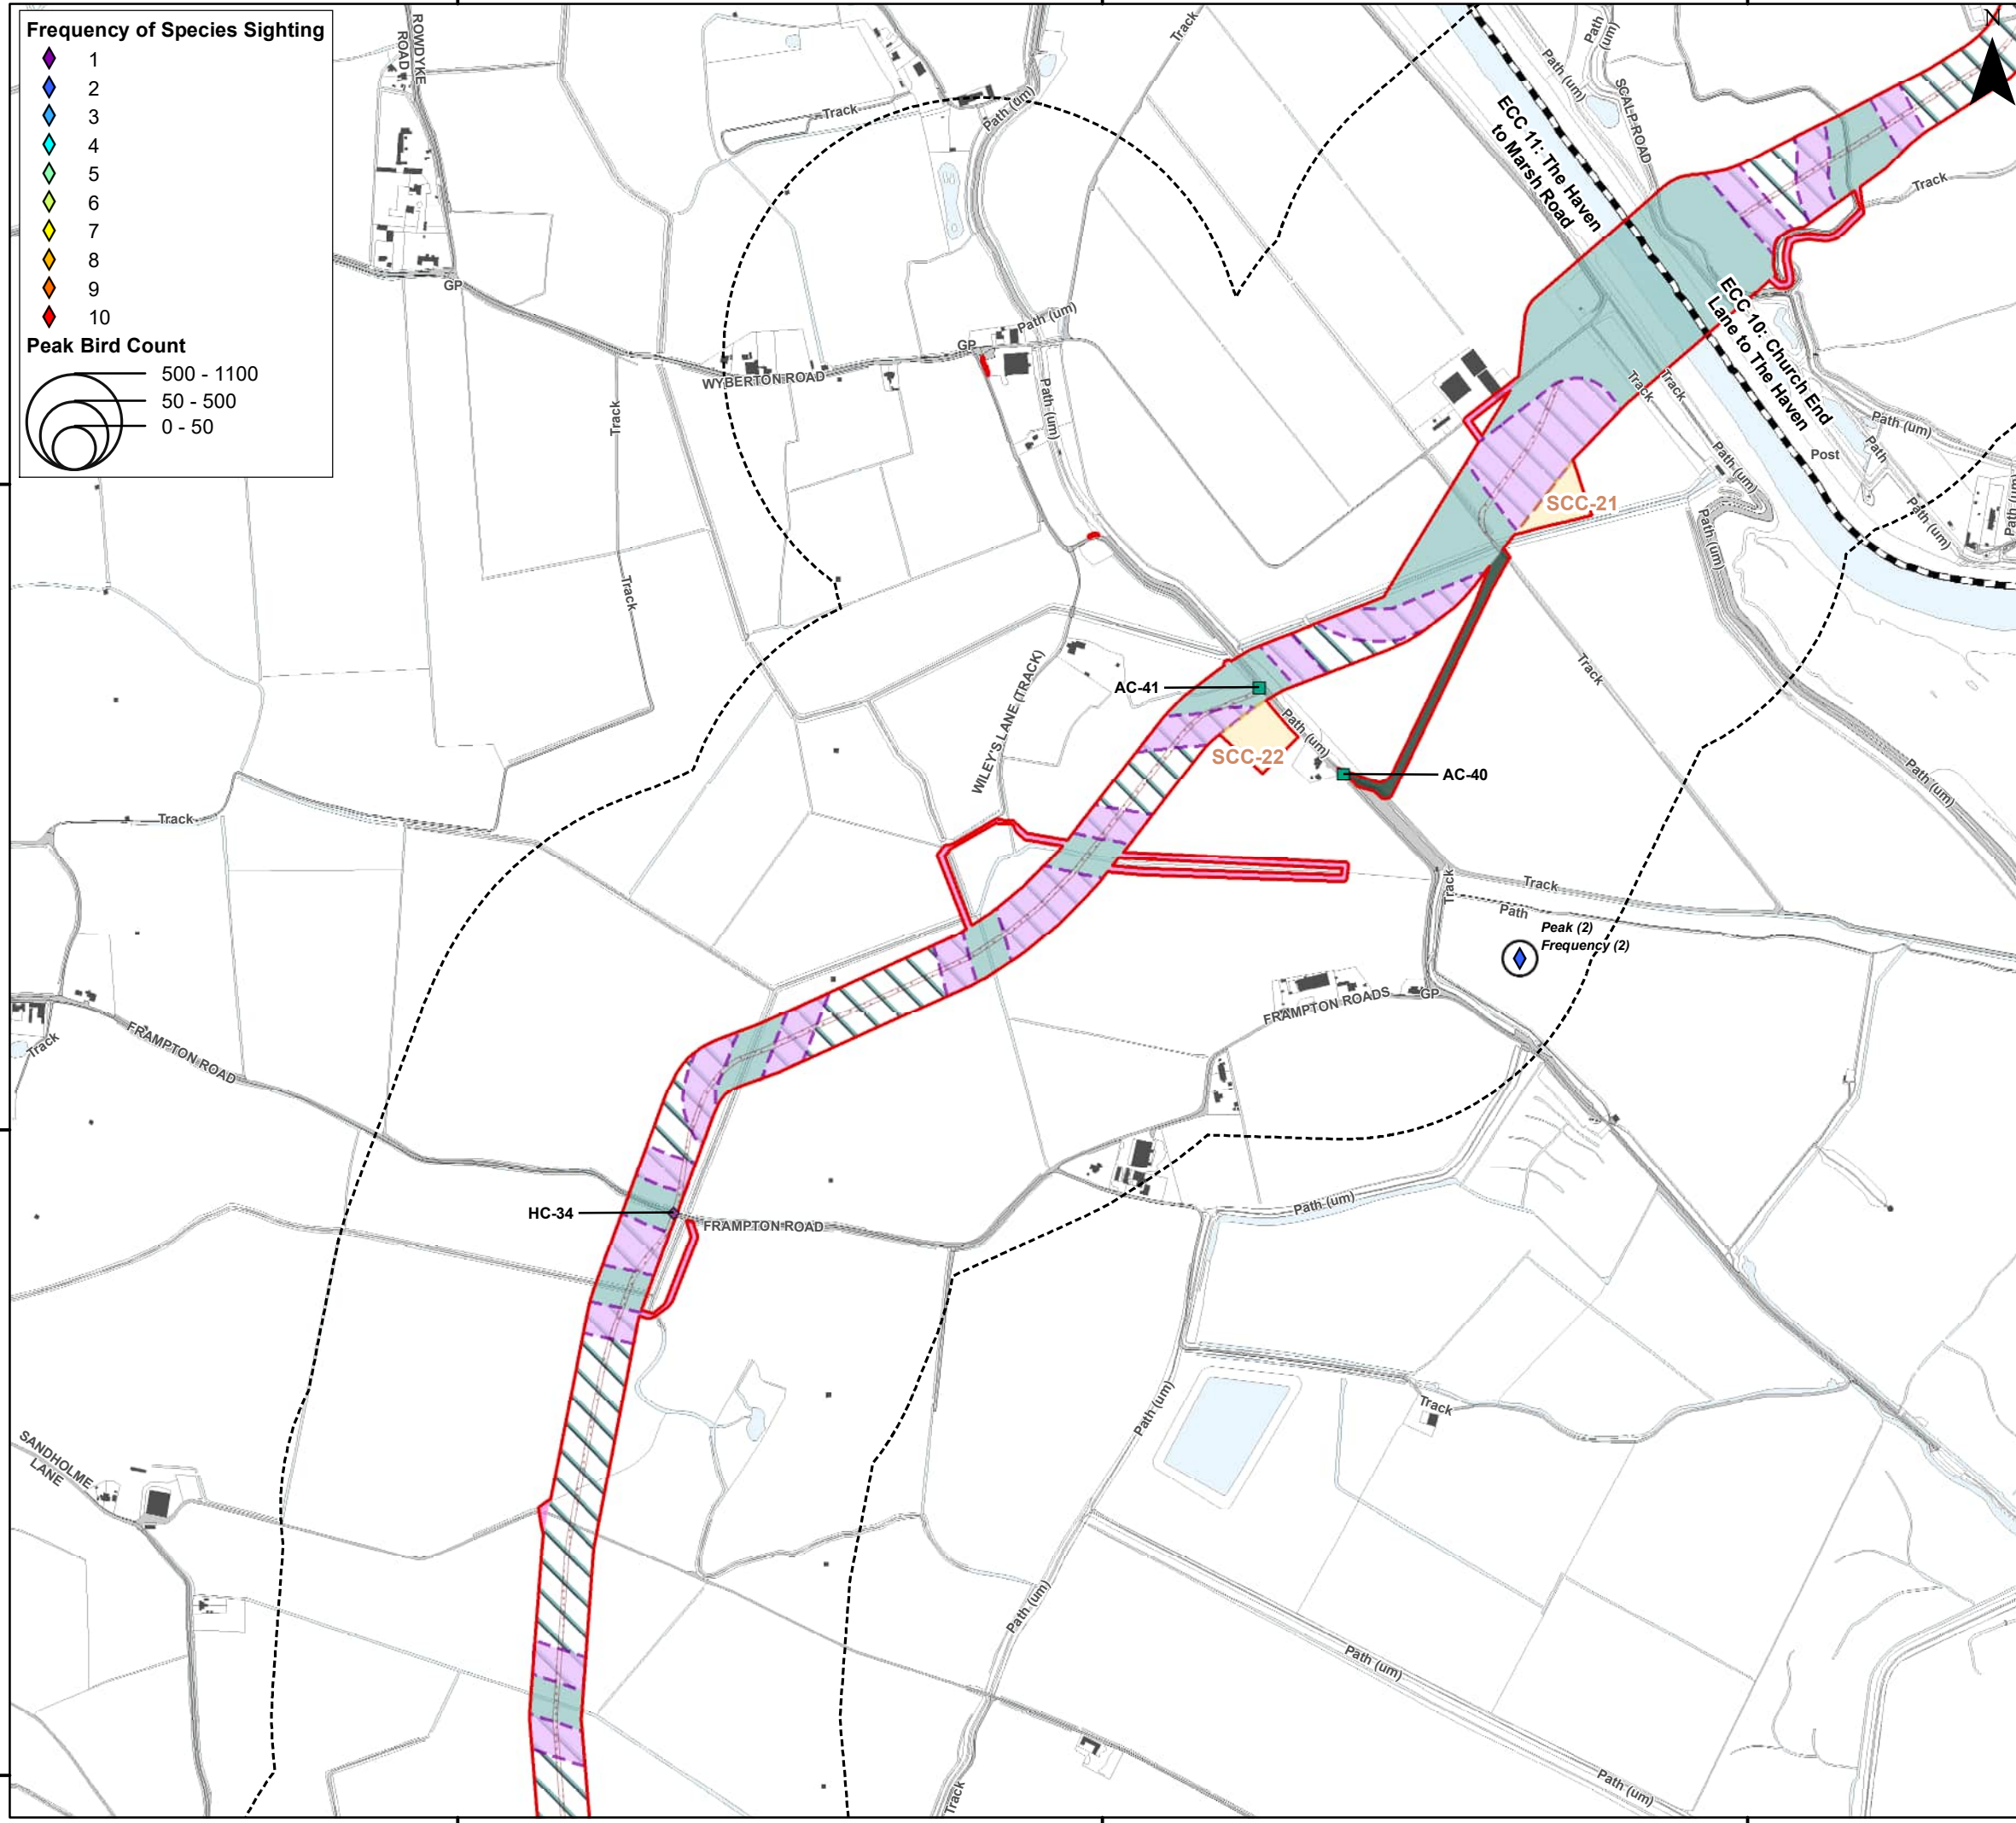 Frequency of Species Sighting
1
2
3
4
5
6
7
8
9
10
Peak Bird Count
500 - 1100
50 - 500
0 - 50
ROWDYKE
ROAD
Track
Path (um)
Track
Path
(um)
Path (um)
SCALP ROAD
N
ECC 11: The Haven
to Marsh Road
Track
GP
Path (um)
GP
WYBERTON ROAD
Path (um)
Track
ECC 10: Church End
Lane to The Haven
Track
Track
Path (um)
Path
Post
Path (um)
Path (um)
Path (um)
Path (um)
SCC-21
Track
Track
WILEY'S LANE (TRACK)
AC-41
Path (um)
SCC-22
AC-40
Path (um)
Track
Track
Track
Path
Peak (2)
Frequency (2)
FRAMPTON ROADS
GP
Track
FRAMPTON ROAD
HC-34
FRAMPTON ROAD
Path (um)
Path (um)
Track
SANDHOLME
LANE
Path (um)
Path (um)
Path (um)
Track